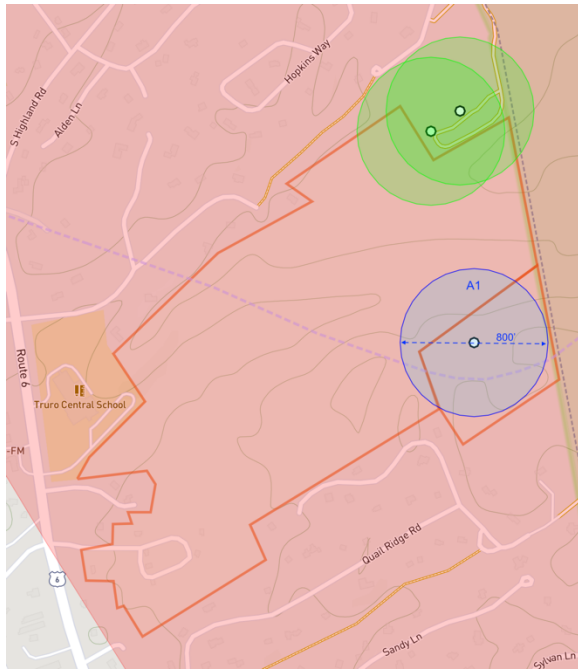 Hopkins Way
S Highland Rd
Alden Ln
A1
800'
Route 6
Truro Central School
-FM
6
Quail Ridge Rd
Sandy Ln
Sylvan Ln